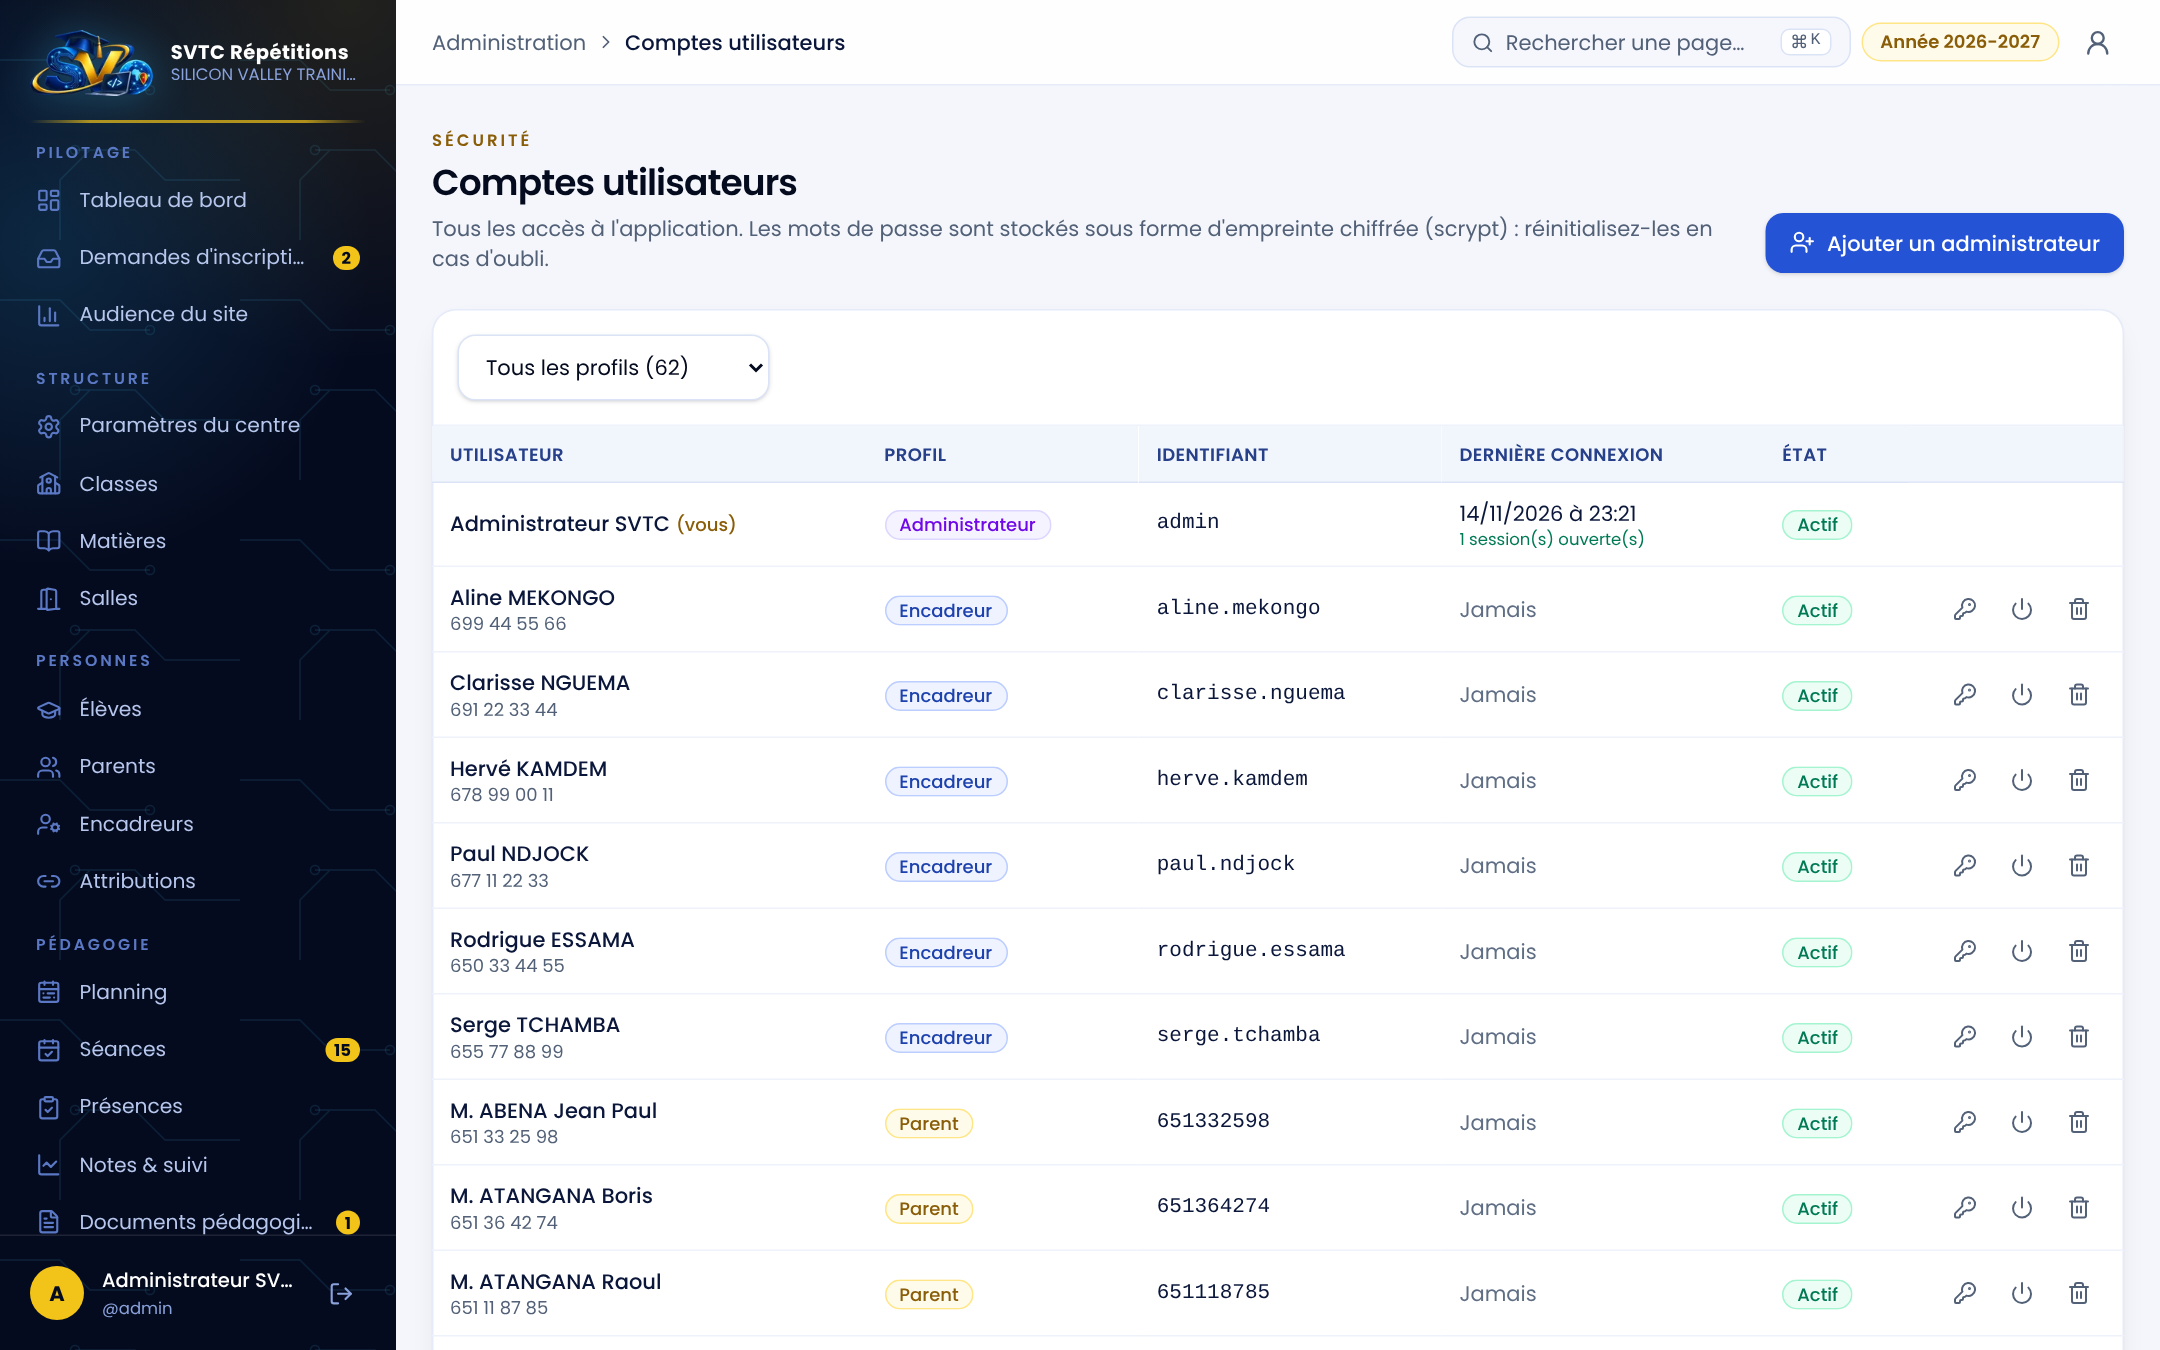 SVTC Répétitions
SILICON VALLEY TRAINI...
PILOTAGE
Tableau de bord
Demandes d'inscripti... 2
Audience du site
STRUCTURE
Paramètres du centre
Classes
Matières
Salles
PERSONNES
Élèves
Parents
Encadreurs
Attributions
PÉDAGOGIE
Planning
Séances 15
Présences
Notes & suivi
Documents pédagogi... 1
A
Administrateur SV...
@admin
Administration > Comptes utilisateurs
Rechercher une page... ⌘ K
Année 2026-2027
SÉCURITÉ
Comptes utilisateurs
Tous les accès à l'application. Les mots de passe sont stockés sous forme d'empreinte chiffrée (scrypt) : réinitialisez-les en
cas d'oubli.
Ajouter un administrateur
Tous les profils (62)
UTILISATEUR PROFIL IDENTIFIANT DERNIÈRE CONNEXION ÉTAT
Administrateur SVTC (vous) Administrateur admin 14/11/2026 à 23:21 Actif
1 session(s) ouverte(s)
Aline MEKONGO Encadreur aline.mekongo Jamais Actif
699 44 55 66
Clarisse NGUEMA Encadreur clarisse.nguema Jamais Actif
691 22 33 44
Hervé KAMDEM Encadreur herve.kamdem Jamais Actif
678 99 00 11
Paul NDJOCK Encadreur paul.ndjock Jamais Actif
677 11 22 33
Rodrigue ESSAMA Encadreur rodrigue.essama Jamais Actif
650 33 44 55
Serge TCHAMBA Encadreur serge.tchamba Jamais Actif
655 77 88 99
M. ABENA Jean Paul Parent 651332598 Jamais Actif
651 33 25 98
M. ATANGANA Boris Parent 651364274 Jamais Actif
651 36 42 74
M. ATANGANA Raoul Parent 651118785 Jamais Actif
651 11 87 85